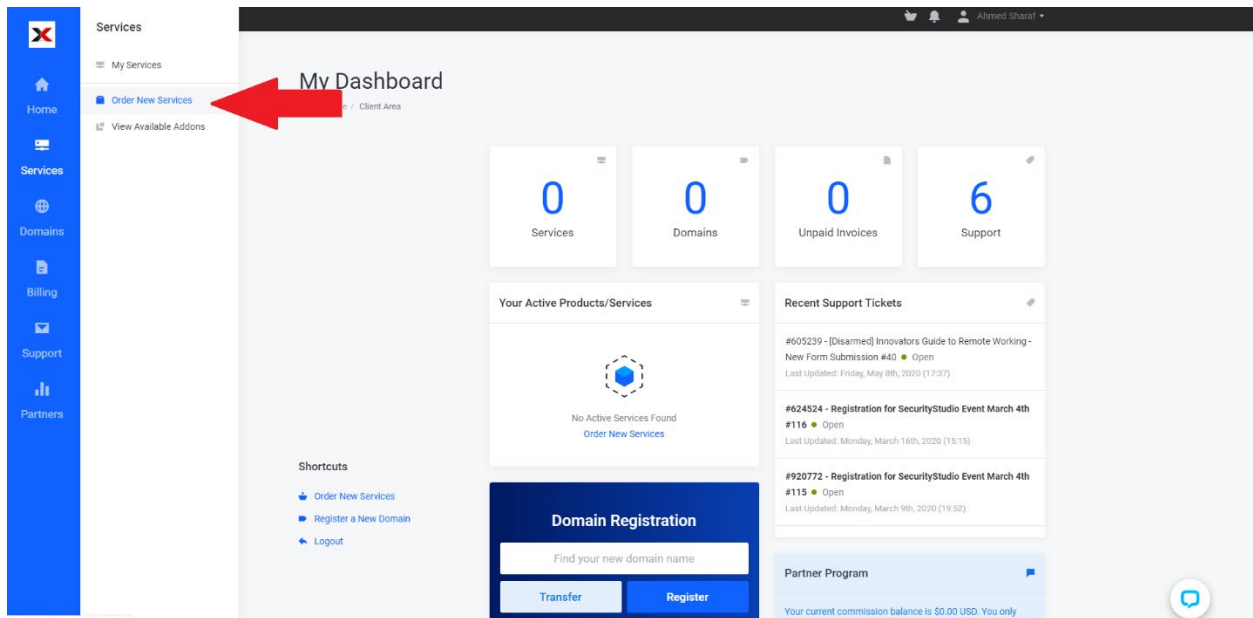 Ahmed Sharaf
Services
My Services
Order New Services
View Available Addons
Home
Services
Domains
Billing
Support
Partners
My Dashboard
/ Client Area
0
Services
0
Domains
0
Unpaid Invoices
6
Support
Your Active Products/Services
No Active Services Found
Order New Services
Recent Support Tickets
#605239 - [Disarmed] Innovators Guide to Remote Working -
New Form Submission #40 ● Open
Last Updated: Friday, May 8th, 2020 (17:37)
#624524 - Registration for SecurityStudio Event March 4th
#116 ● Open
Last Updated: Monday, March 16th, 2020 (15:15)
#920772 - Registration for SecurityStudio Event March 4th
#115 ● Open
Last Updated: Monday, March 9th, 2020 (19:52)
Shortcuts
Order New Services
Register a New Domain
Logout
Domain Registration
Find your new domain name
Transfer
Register
Partner Program
Your current commission balance is $0.00 USD. You only